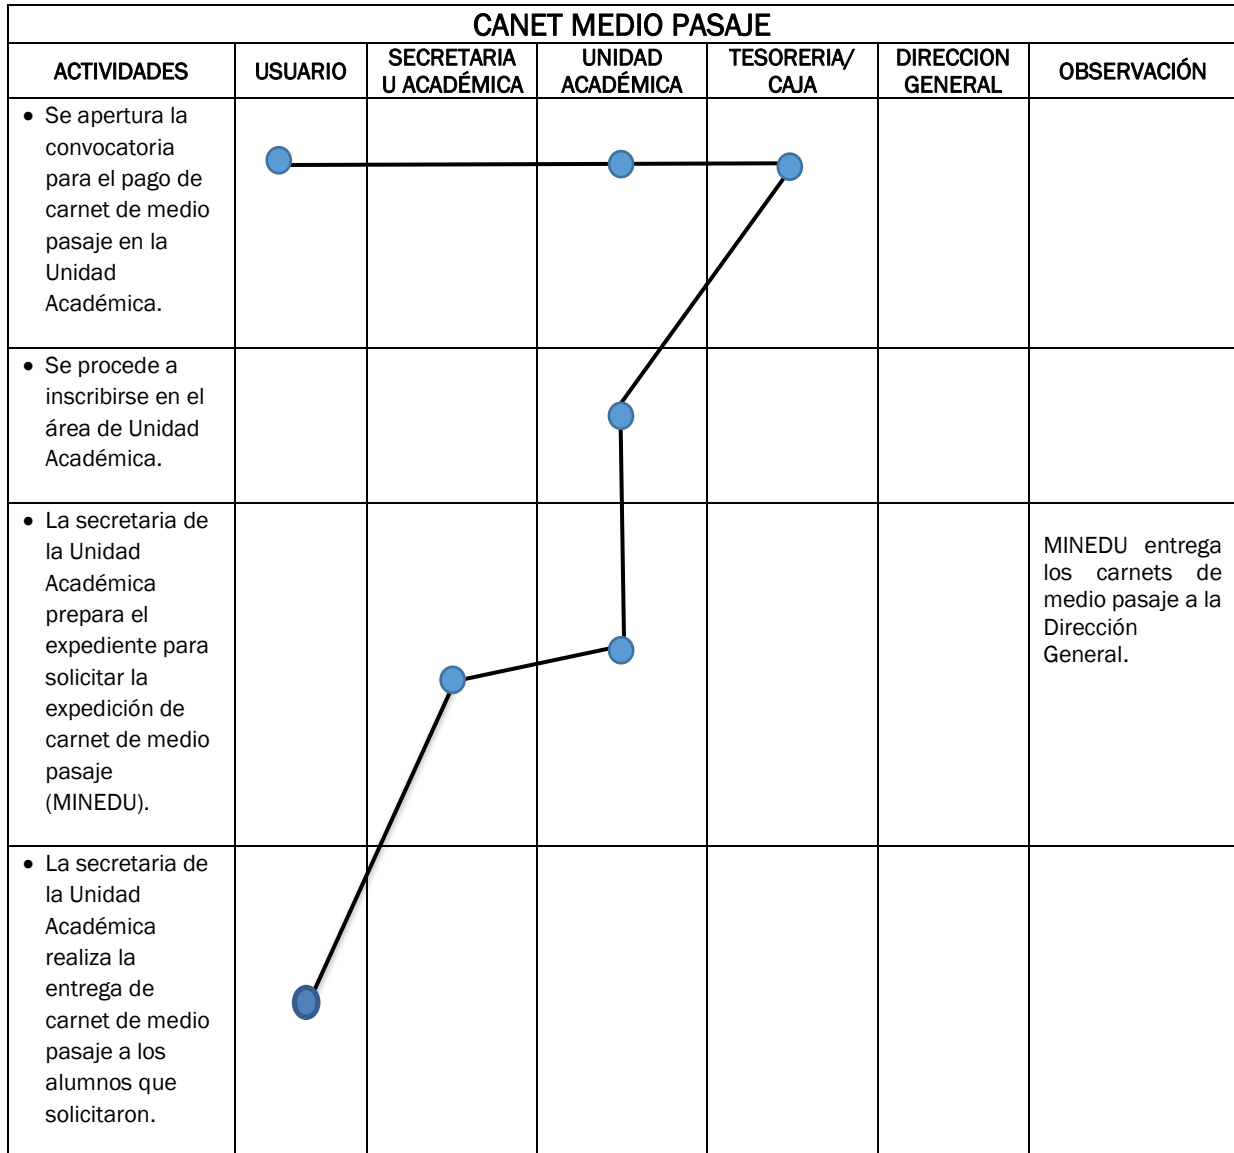 CANET MEDIO PASAJE
ACTIVIDADES
USUARIO
SECRETARIA
U ACADÉMICA
UNIDAD
ACADÉMICA
TESORERIA/
CAJA
DIRECCION
GENERAL
OBSERVACIÓN
• Se apertura la
convocatoria
para el pago de
carnet de medio
pasaje en la
Unidad
Académica.
• Se procede a
inscribirse en el
área de Unidad
Académica.
• La secretaria de
la Unidad
Académica
prepara el
expediente para
solicitar la
expedición de
carnet de medio
pasaje
(MINEDU).
MINEDU entrega
los carnets de
medio pasaje a la
Dirección
General.
• La secretaria de
la Unidad
Académica
realiza la
entrega de
carnet de medio
pasaje a los
alumnos que
solicitaron.